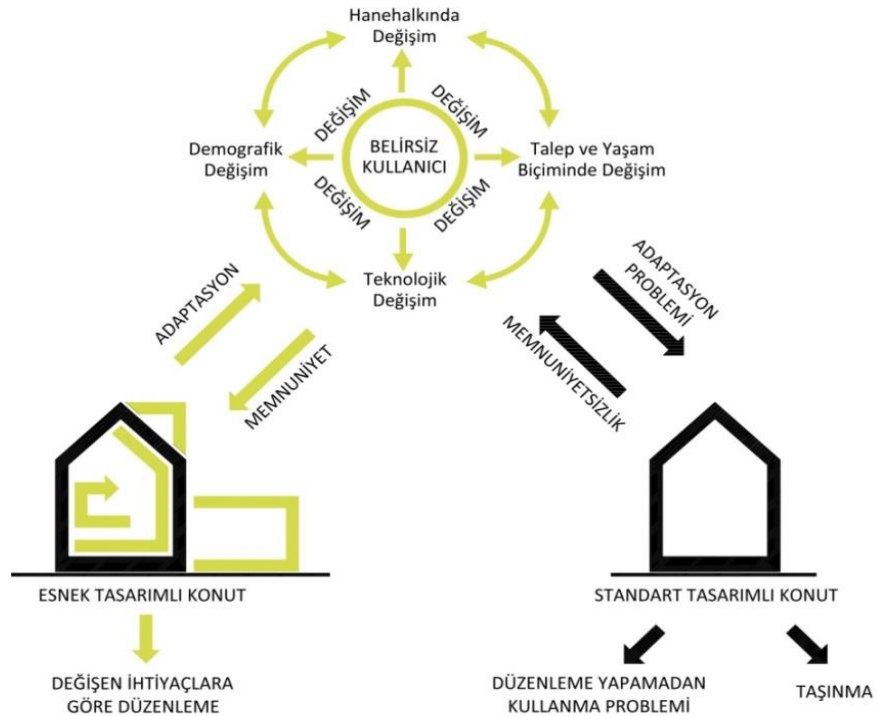 Hanehalkında
Değişim
DEĞİŞİM
DEĞİŞİM
Demografik
Değişim
BELİRSİZ
KULLANICI
Talep ve Yaşam
Biçiminde Değişim
DEĞİŞİM
DEĞİŞİM
Teknolojik
Değişim
ADAPTASYON
MEMNUNİYET
ADAPTASYON
PROBLEMİ
MEMNUNİYETSİZLİK
ESNEK TASARIMLI KONUT
STANDART TASARIMLI KONUT
DEĞİŞEN İHTİYAÇLARA
GÖRE DÜZENLEME
DÜZENLEME YAPAMADAN
KULLANMA PROBLEMİ
TAŞINMA